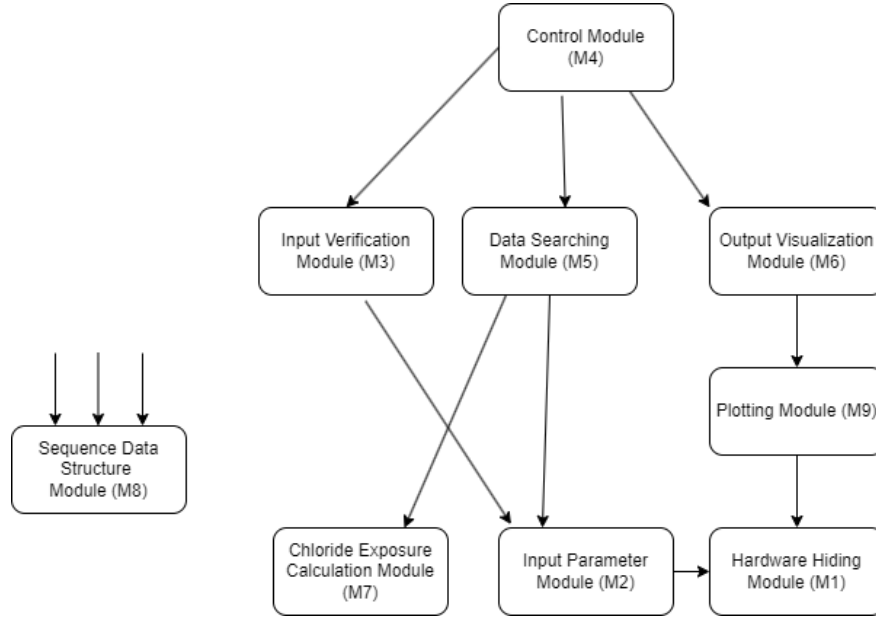 Control Module
(M4)
Input Verification
Module (M3)
Data Searching
Module (M5)
Output Visualization
Module (M6)
Plotting Module (M9)
Sequence Data
Structure
Module (M8)
Chloride Exposure
Calculation Module
(M7)
Input Parameter
Module (M2)
Hardware Hiding
Module (M1)